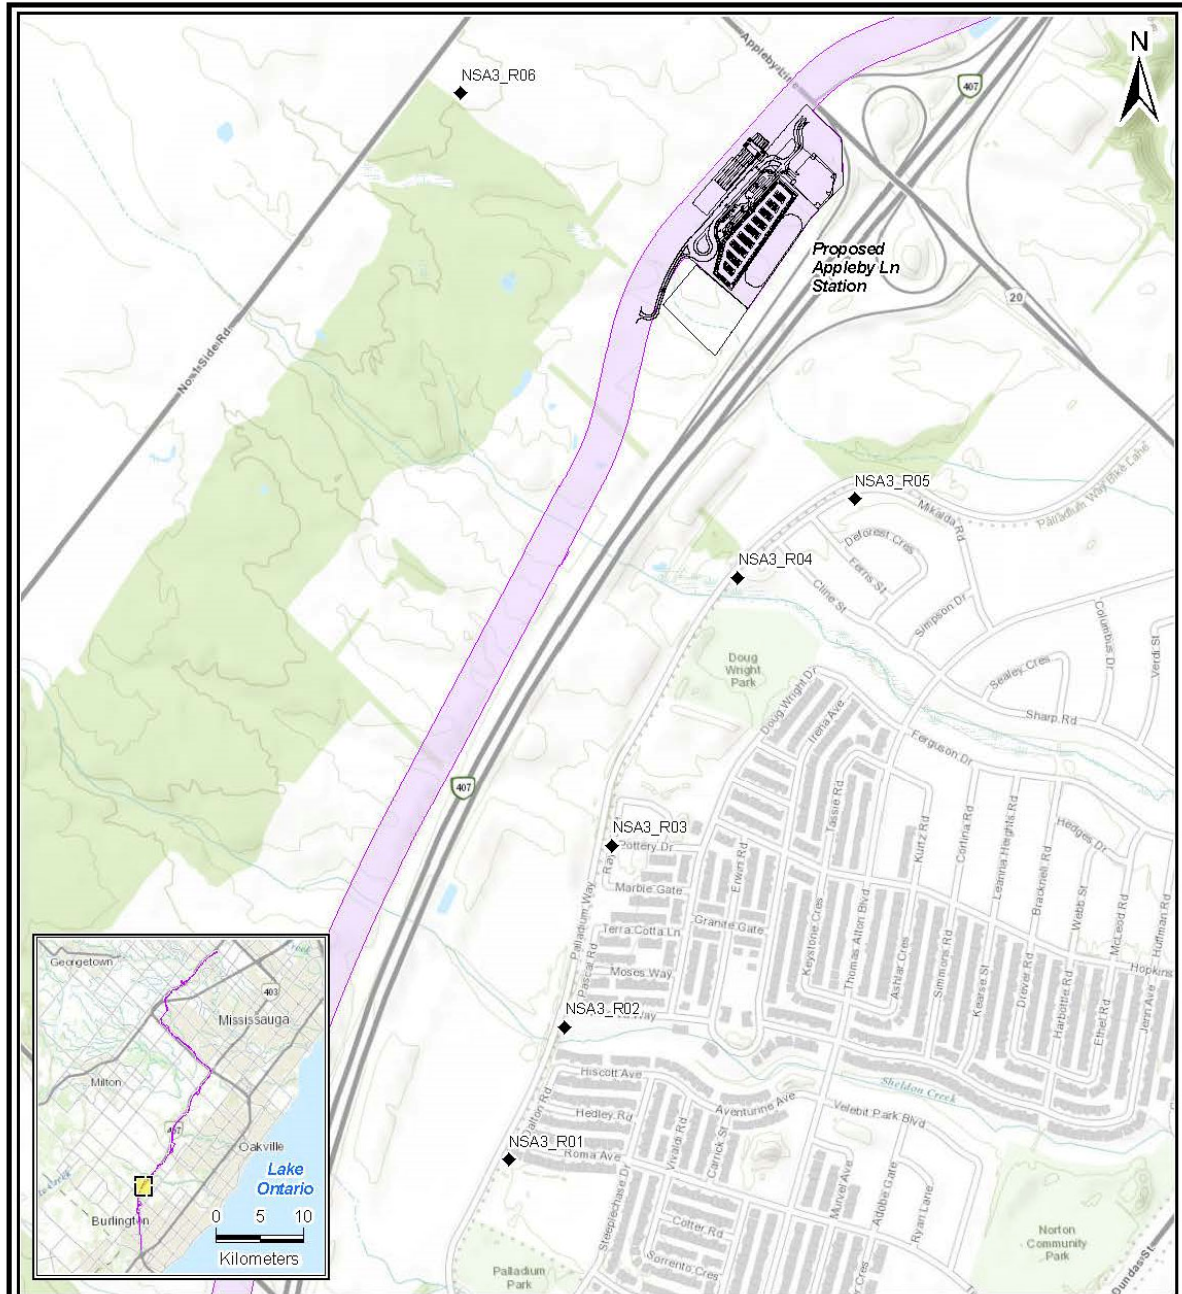 N
NSA3_R06
Appleby Lin
407
Proposed
Appleby Ln
Station
20
North Side Rd
NSA3_R05
Mikalda Rd
Palladium Way Bike Lane
Deforest Cres
Ferris St
NSA3_R04
Cline St
Simpson Dr
Columbus Dr
Verdi St
Doug
Wright
Park
Sealey Cres
Doug Wright Dr
Irena Ave
Sharp Rd
Ferguson Dr
407
Tassie Rd
Kurtz Rd
Cortina Rd
Leanna Heights Rd
Hedges Dr
NSA3_R03
Pottery Dr
Erwin Rd
Bracknell Rd
Webb St
McLeod Rd
Huffman Rd
Palladium Way
Marble Gate
Granite Gate
Terra Cotta Ln
Keystone Cres
Thomas Alton Blvd
Ashlar Cres
Simmons Rd
Kearse St
Drever Rd
Harbottle Rd
Ethel Rd
Jenn Ave
Hopkins
Pascal Rd
Moses Way
NSA3_R02
Way
Hiscott Ave
Sheldon Creek
Dalton Rd
Hedley Rd
Aventurine Ave
Velebit Park Blvd
NSA3_R01
Roma Ave
Vivaldi Rd
Carrick St
Steeplechase Dr
Murvel Ave
Adobe Gate
Ryan Lane
Cotter Rd
Sorrento Cres
Palladium
Park
Norton
Community
Park
Dundas St
Georgetown
403
Mississauga
Milton
407
Oakville
Lake
Ontario
Burlington
0 5 10
Kilometers